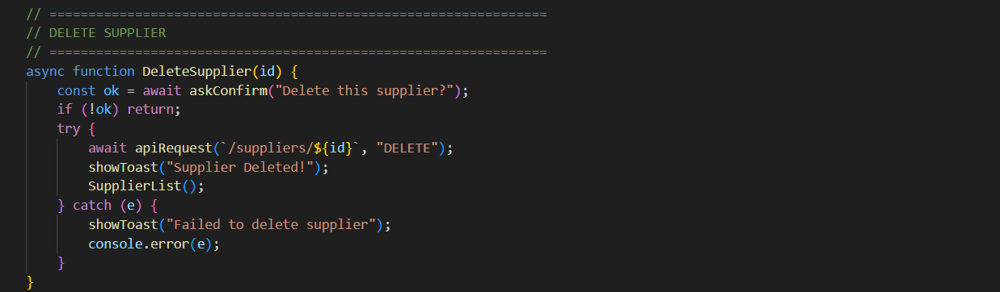 // ================================================================
// DELETE SUPPLIER
// ================================================================
async function DeleteSupplier(id) {
    const ok = await askConfirm("Delete this supplier?");
    if (!ok) return;
    try {
        await apiRequest(`/suppliers/${id}`, "DELETE");
        showToast("Supplier Deleted!");
        SupplierList();
    } catch (e) {
        showToast("Failed to delete supplier");
        console.error(e);
    }
}